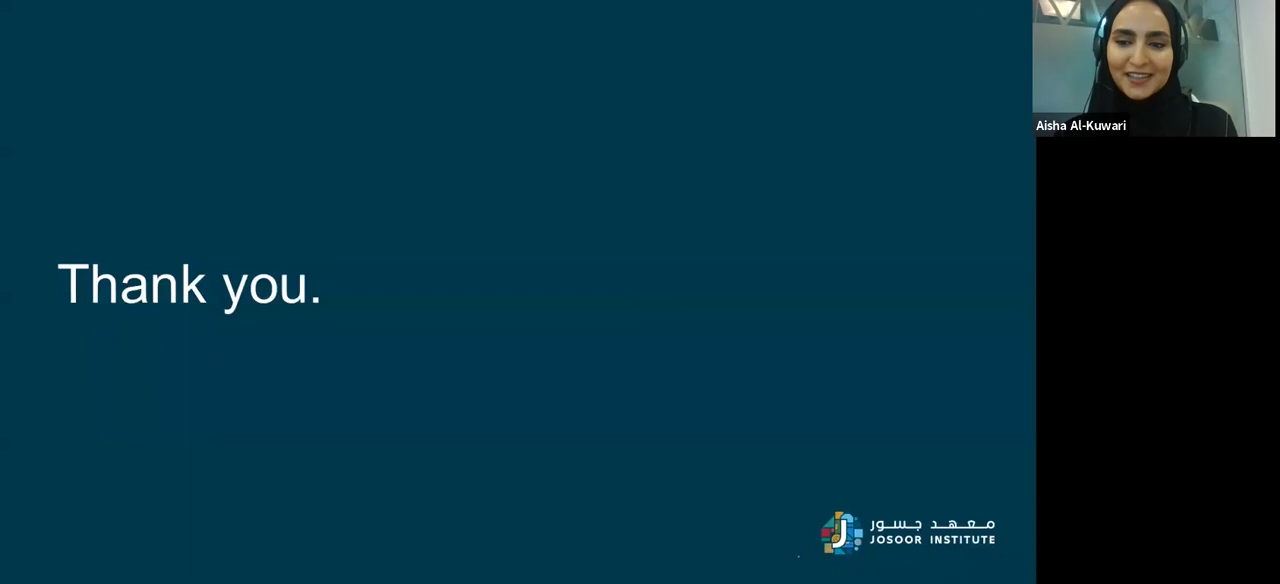 Aisha Al-Kuwari
Thank you.
معهد جسور
JOSOOR INSTITUTE